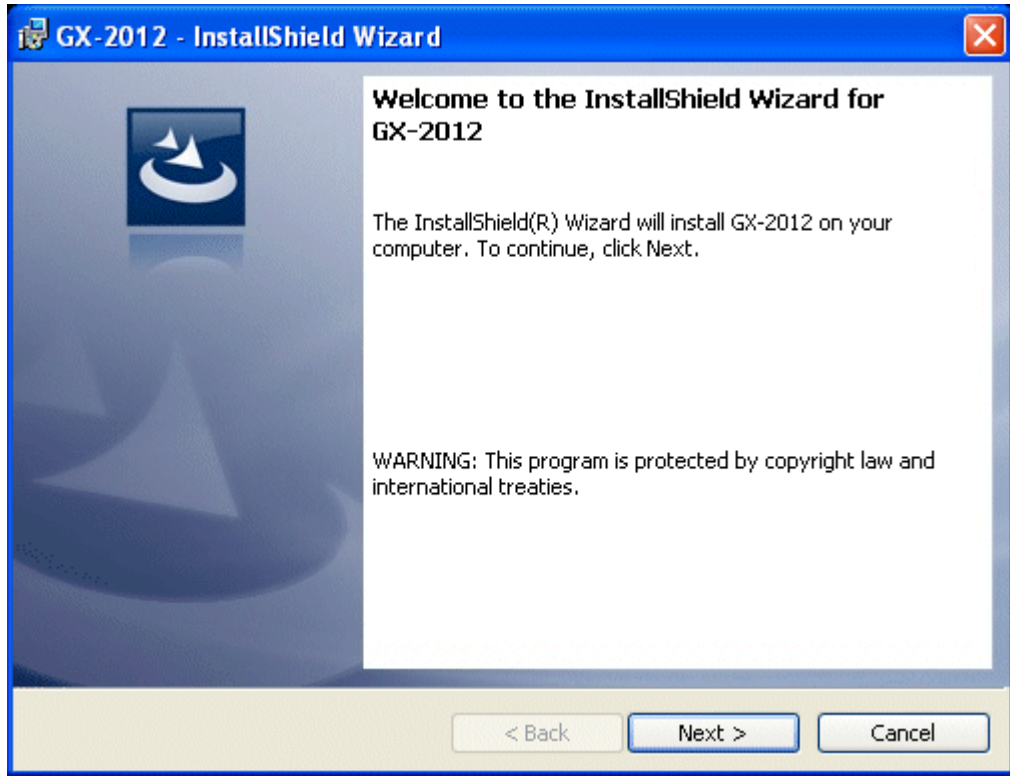 GX-2012 - InstallShield Wizard
Welcome to the InstallShield Wizard for
GX-2012
The InstallShield(R) Wizard will install GX-2012 on your
computer. To continue, click Next.
WARNING: This program is protected by copyright law and
international treaties.
< Back Next > Cancel